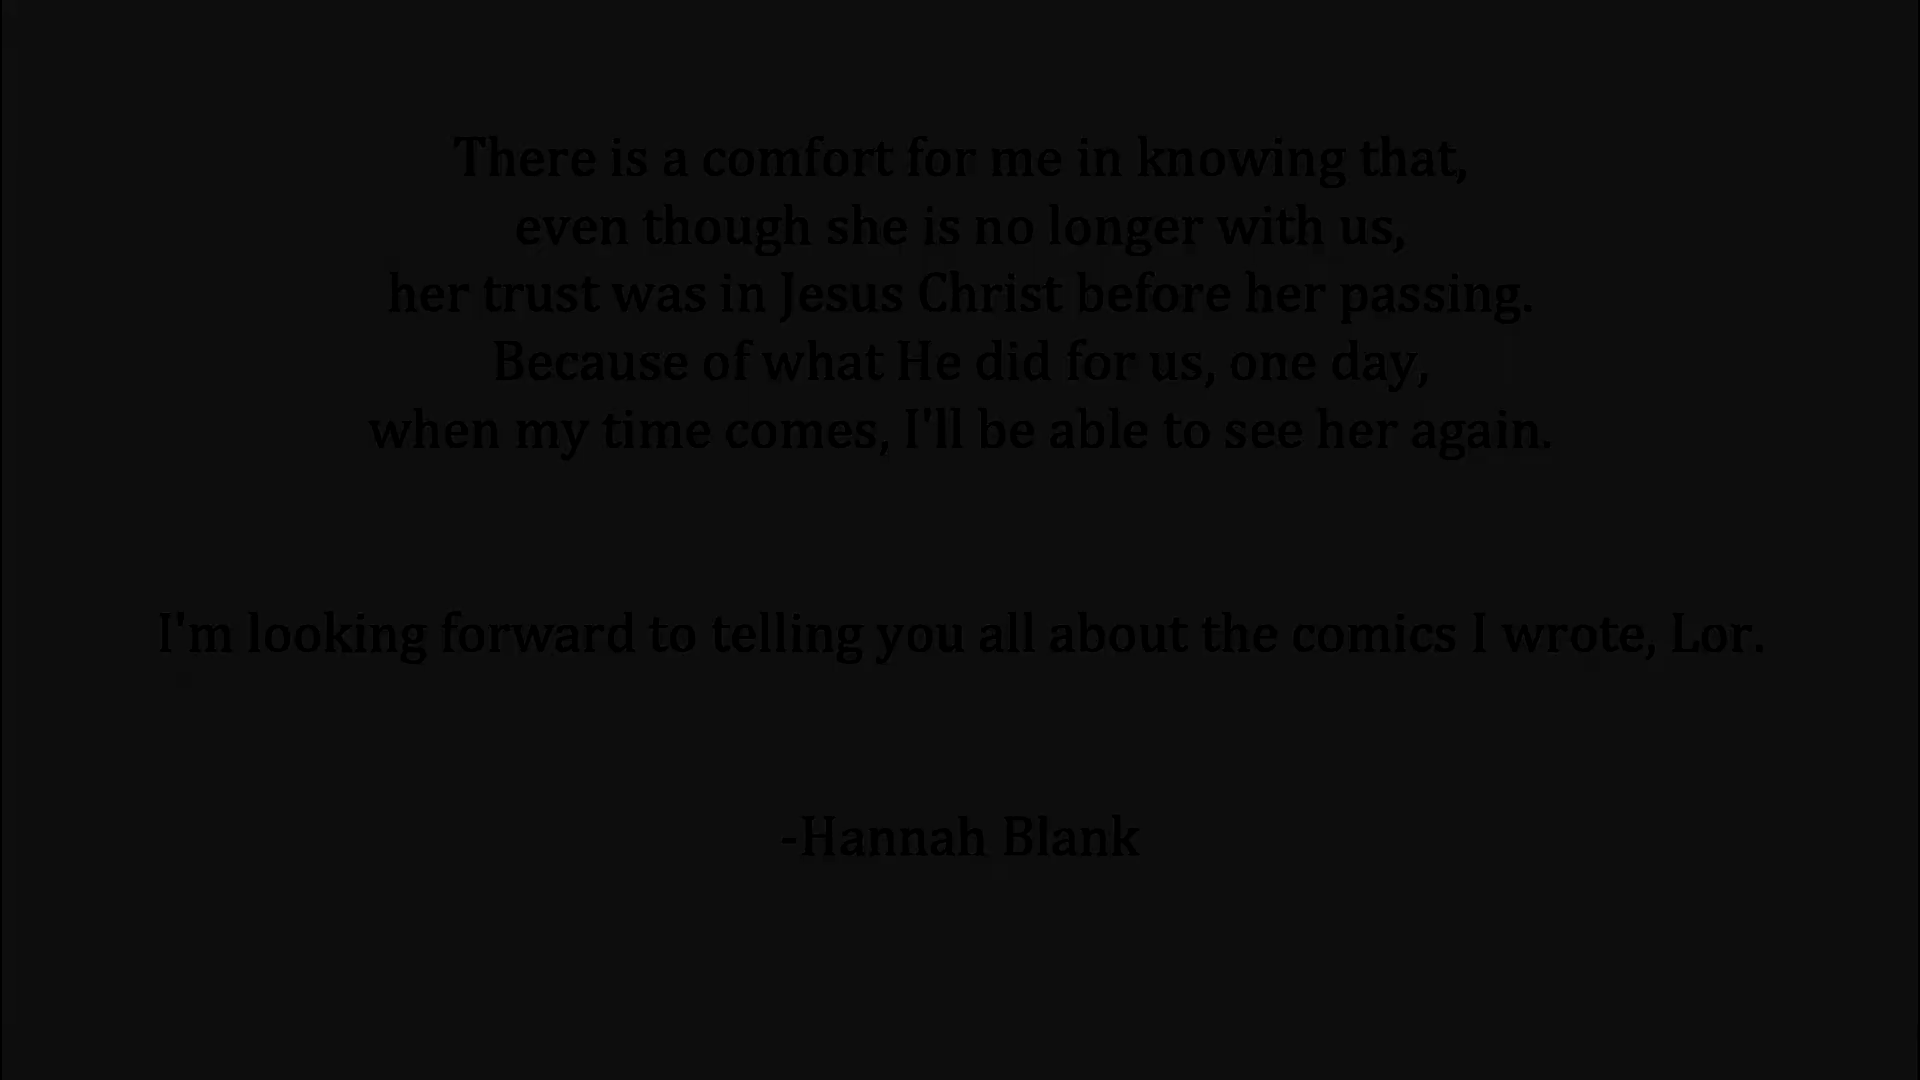 There is a comfort for me in knowing that,
even though she is no longer with us,
her trust was in Jesus Christ before her passing.
Because of what He did for us, one day,
when my time comes, I'll be able to see her again.
I'm looking forward to telling you all about the comics I wrote, Lor.
-Hannah Blank